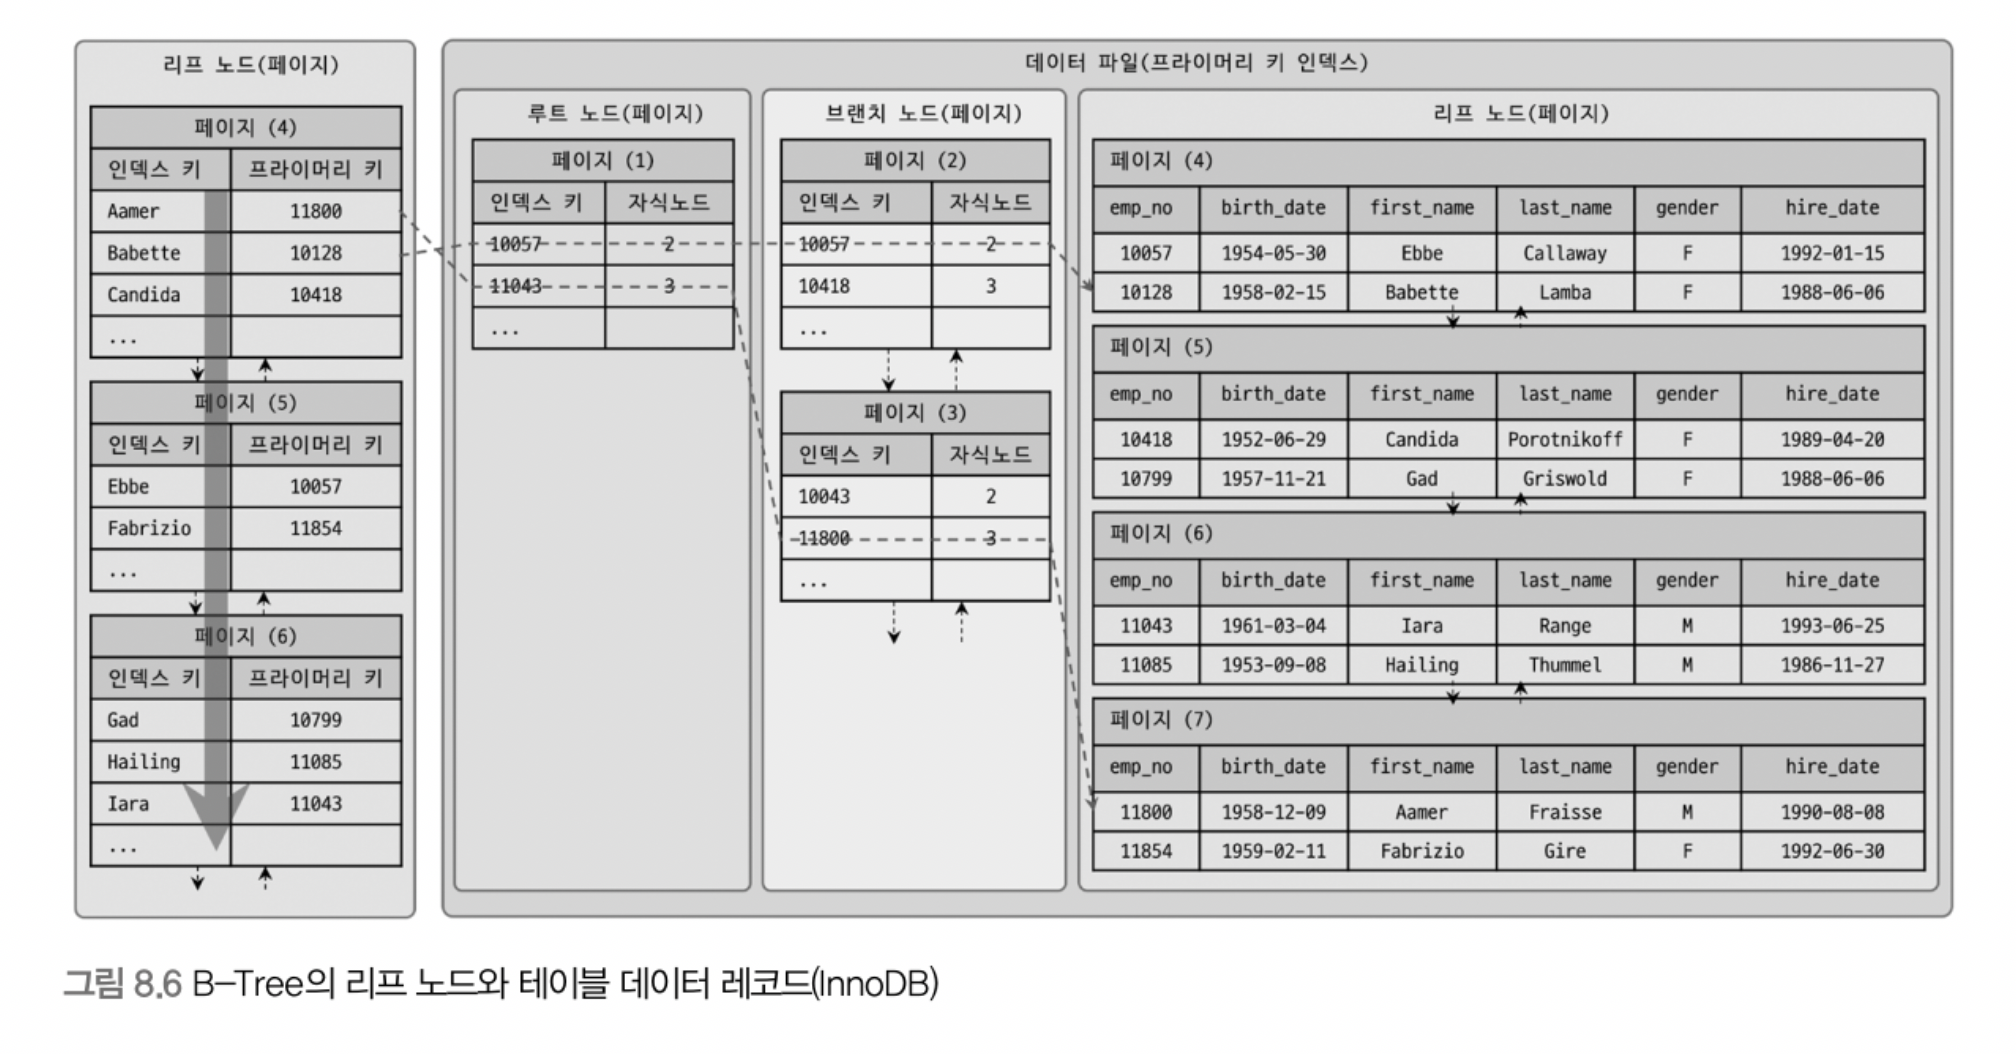 리프 노드(페이지)
페이지 (4)
인덱스 키 프라이머리 키
Aamer 11800
Babette 10128
Candida 10418
...
페이지 (5)
인덱스 키 프라이머리 키
Ebbe 10057
Fabrizio 11854
...
페이지 (6)
인덱스 키 프라이머리 키
Gad 10799
Hailing 11085
Iara 11043
...
데이터 파일(프라이머리 키 인덱스)
루트 노드(페이지)
페이지 (1)
인덱스 키 자식노드
10057 2
11043 3
...
브랜치 노드(페이지)
페이지 (2)
인덱스 키 자식노드
10057 2
10418 3
...
페이지 (3)
인덱스 키 자식노드
10043 2
11800 3
...
리프 노드(페이지)
페이지 (4)
emp_no birth_date first_name last_name gender hire_date
10057 1954-05-30 Ebbe Callaway F 1992-01-15
10128 1958-02-15 Babette Lamba F 1988-06-06
페이지 (5)
emp_no birth_date first_name last_name gender hire_date
10418 1952-06-29 Candida Porotnikoff F 1989-04-20
10799 1957-11-21 Gad Griswold F 1988-06-06
페이지 (6)
emp_no birth_date first_name last_name gender hire_date
11043 1961-03-04 Iara Range M 1993-06-25
11085 1953-09-08 Hailing Thummel M 1986-11-27
페이지 (7)
emp_no birth_date first_name last_name gender hire_date
11800 1958-12-09 Aamer Fraisse M 1990-08-08
11854 1959-02-11 Fabrizio Gire F 1992-06-30
그림 8.6 B-Tree의 리프 노드와 테이블 데이터 레코드(InnoDB)